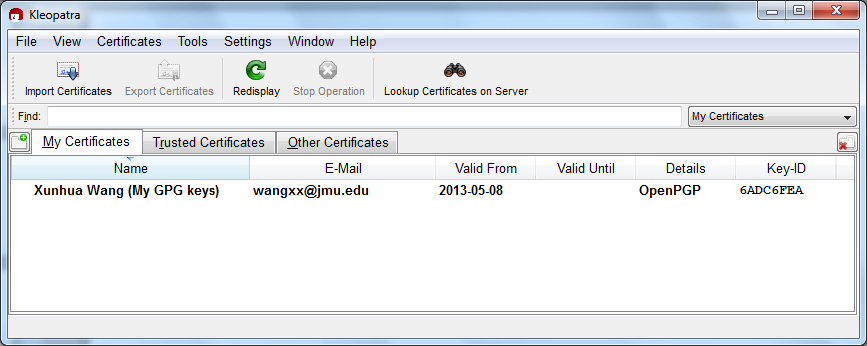 Kleopatra
File View Certificates Tools Settings Window Help
Import Certificates Export Certificates Redisplay Stop Operation Lookup Certificates on Server
Find: My Certificates
My Certificates Trusted Certificates Other Certificates
Name E-Mail Valid From Valid Until Details Key-ID
Xunhua Wang (My GPG keys) wangxx@jmu.edu 2013-05-08 OpenPGP 6ADC6FEA